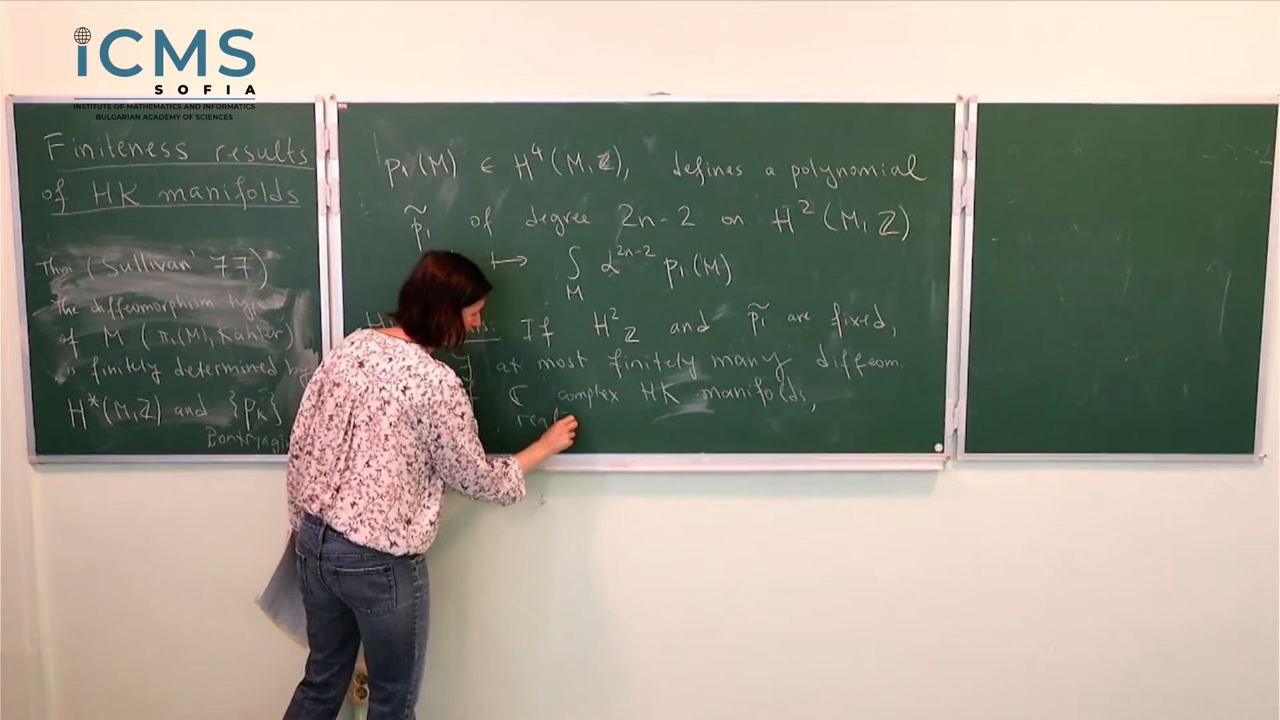 iCMS
SOFIA
INSTITUTE OF MATHEMATICS AND INFORMATICS
BULGARIAN ACADEMY OF SCIENCES
Finiteness results
of HK manifolds
Thm (Sullivan' 77)
The diffeomorphism type
of M (π₁(M), Kähler)
is finitely determined by
H*(M,ℤ) and {pₖ}
p₁(M) ∈ H⁴(M,ℤ), defines a polynomial
p̃₁ of degree 2n-2 on H²(M,ℤ)
↦ ∫_M α²ⁿ⁻² p₁(M)
If H²_ℤ and p̃₁ are fixed,
∃ at most finitely many diffeom.
ℂ complex HK manifolds,